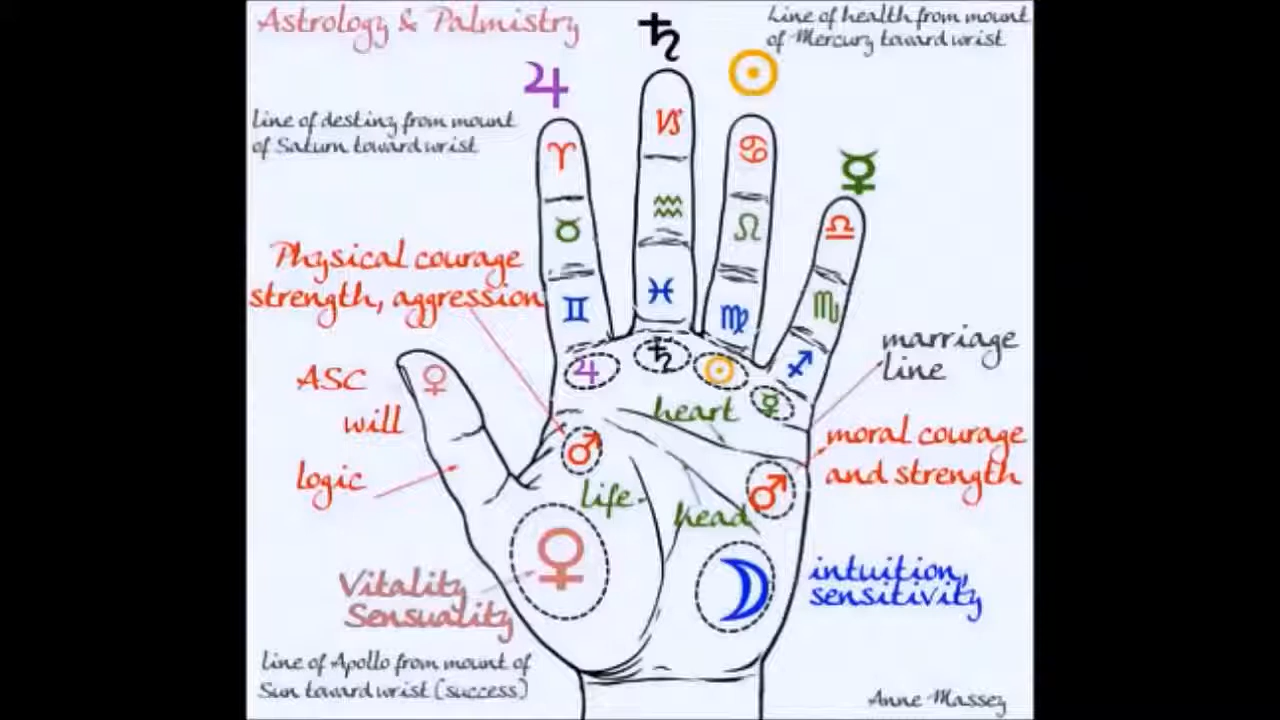 Astrology & Palmistry
Line of health from mount
of Mercury toward wrist
Line of destiny from mount
of Saturn toward wrist
Physical courage
strength, aggression
marriage
line
ASC
will
heart
moral courage
and strength
logic
life
head
intuition,
sensitivity
Vitality
Sensuality
Line of Apollo from mount of
Sun toward wrist (success)
Anne Massey